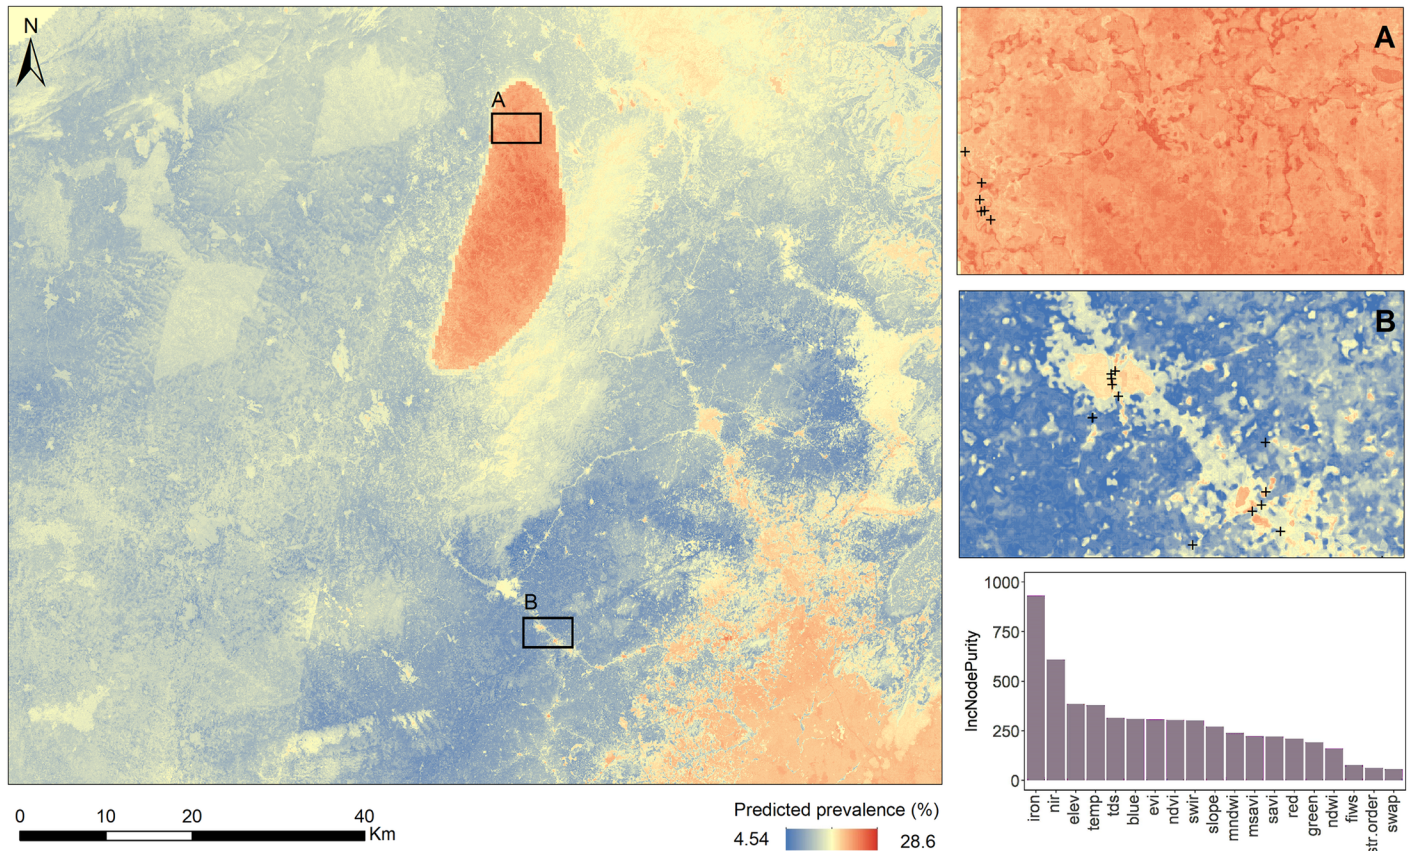 N
A
B
0
20
40
Km
10
Predicted prevalence (%)
4.54
28.6
A
B
IncNodePurity
1000
750
500
250
0
iron
nir
elev
temp
tds
blue
evi
ndvi
swir
slope
mndwi
msavi
savi
red
green
ndwi
fiws
str.order
swap